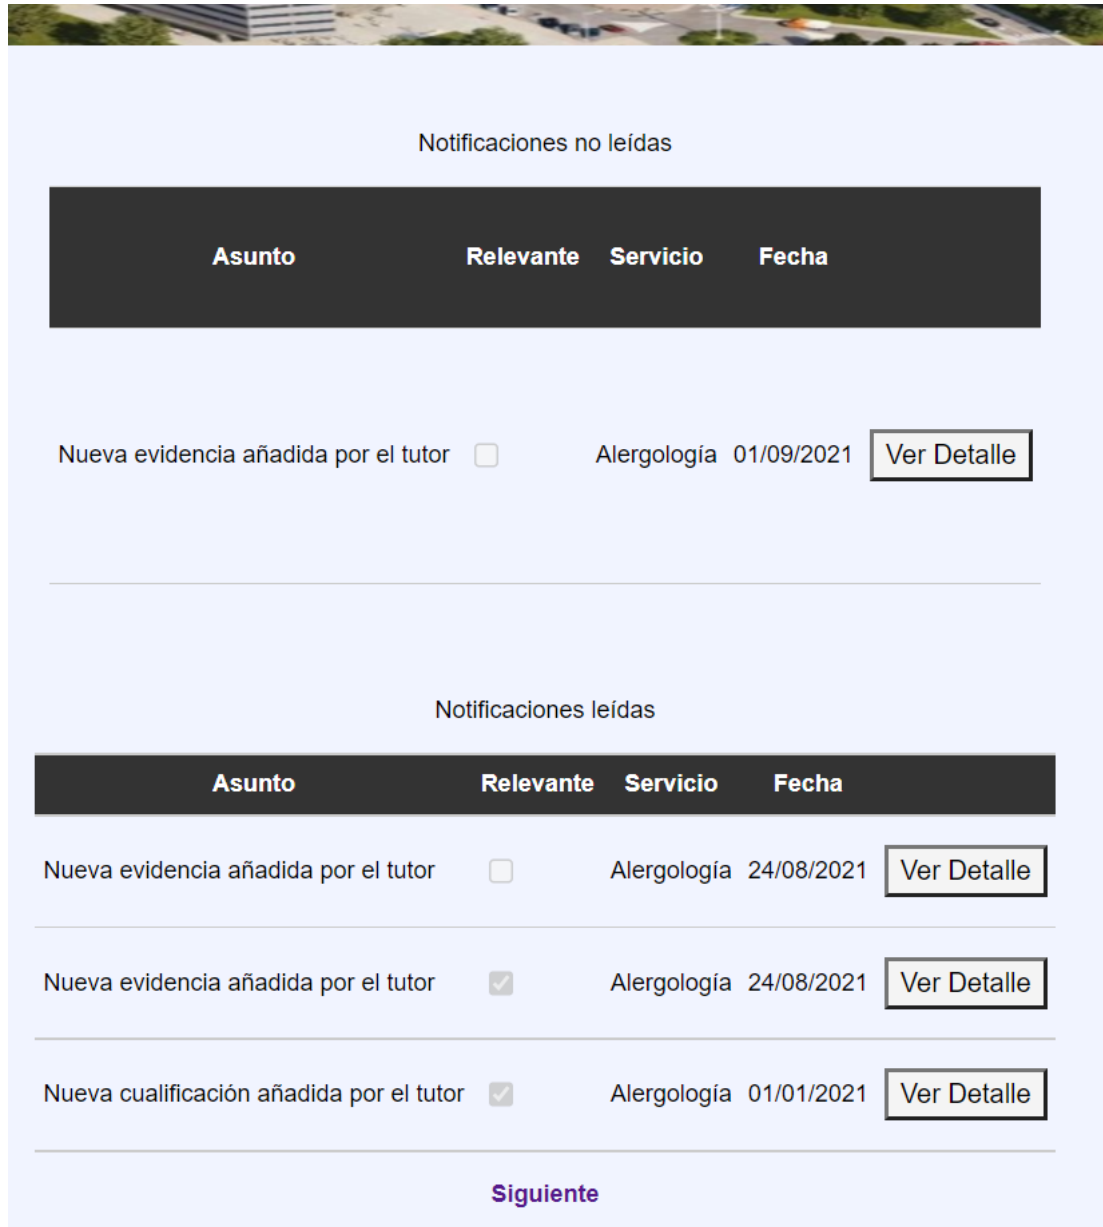 Notificaciones no leídas
Asunto Relevante Servicio Fecha
Nueva evidencia añadida por el tutor Alergología 01/09/2021 Ver Detalle
Notificaciones leídas
Asunto Relevante Servicio Fecha
Nueva evidencia añadida por el tutor Alergología 24/08/2021 Ver Detalle
Nueva evidencia añadida por el tutor Alergología 24/08/2021 Ver Detalle
Nueva cualificación añadida por el tutor Alergología 01/01/2021 Ver Detalle
Siguiente